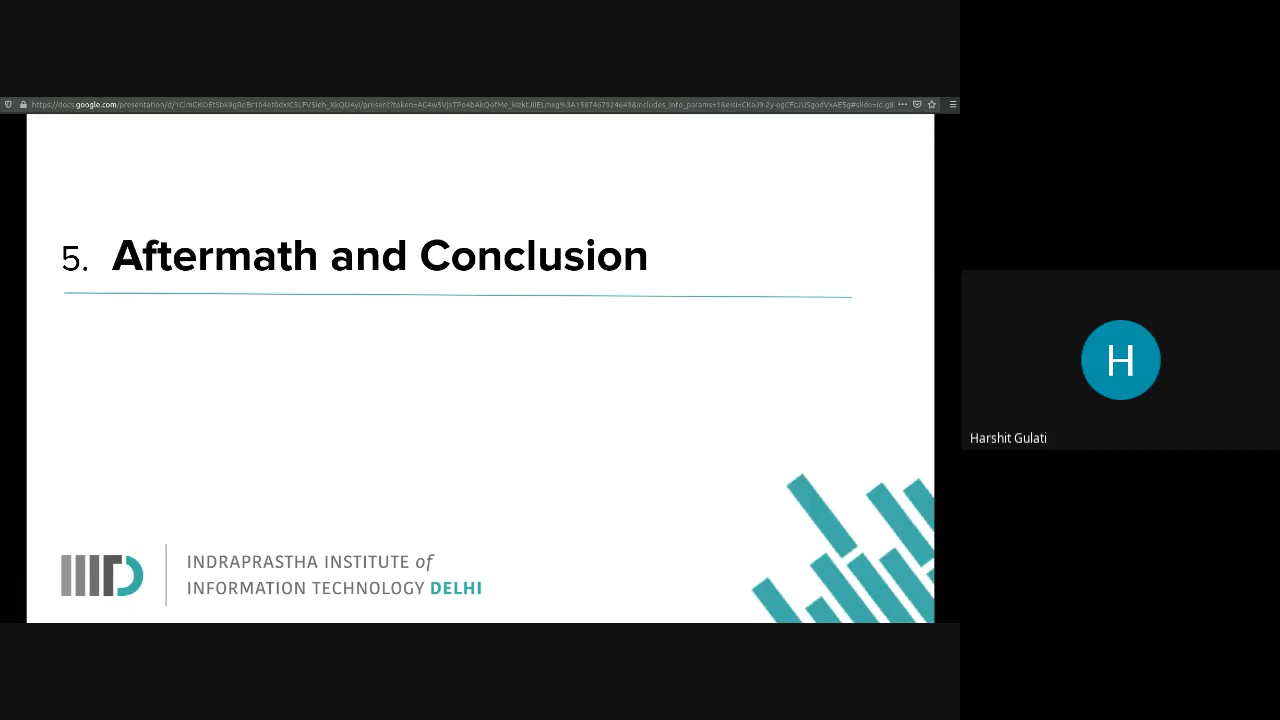 5. Aftermath and Conclusion
INDRAPRASTHA INSTITUTE of
INFORMATION TECHNOLOGY DELHI
H
Harshit Gulati